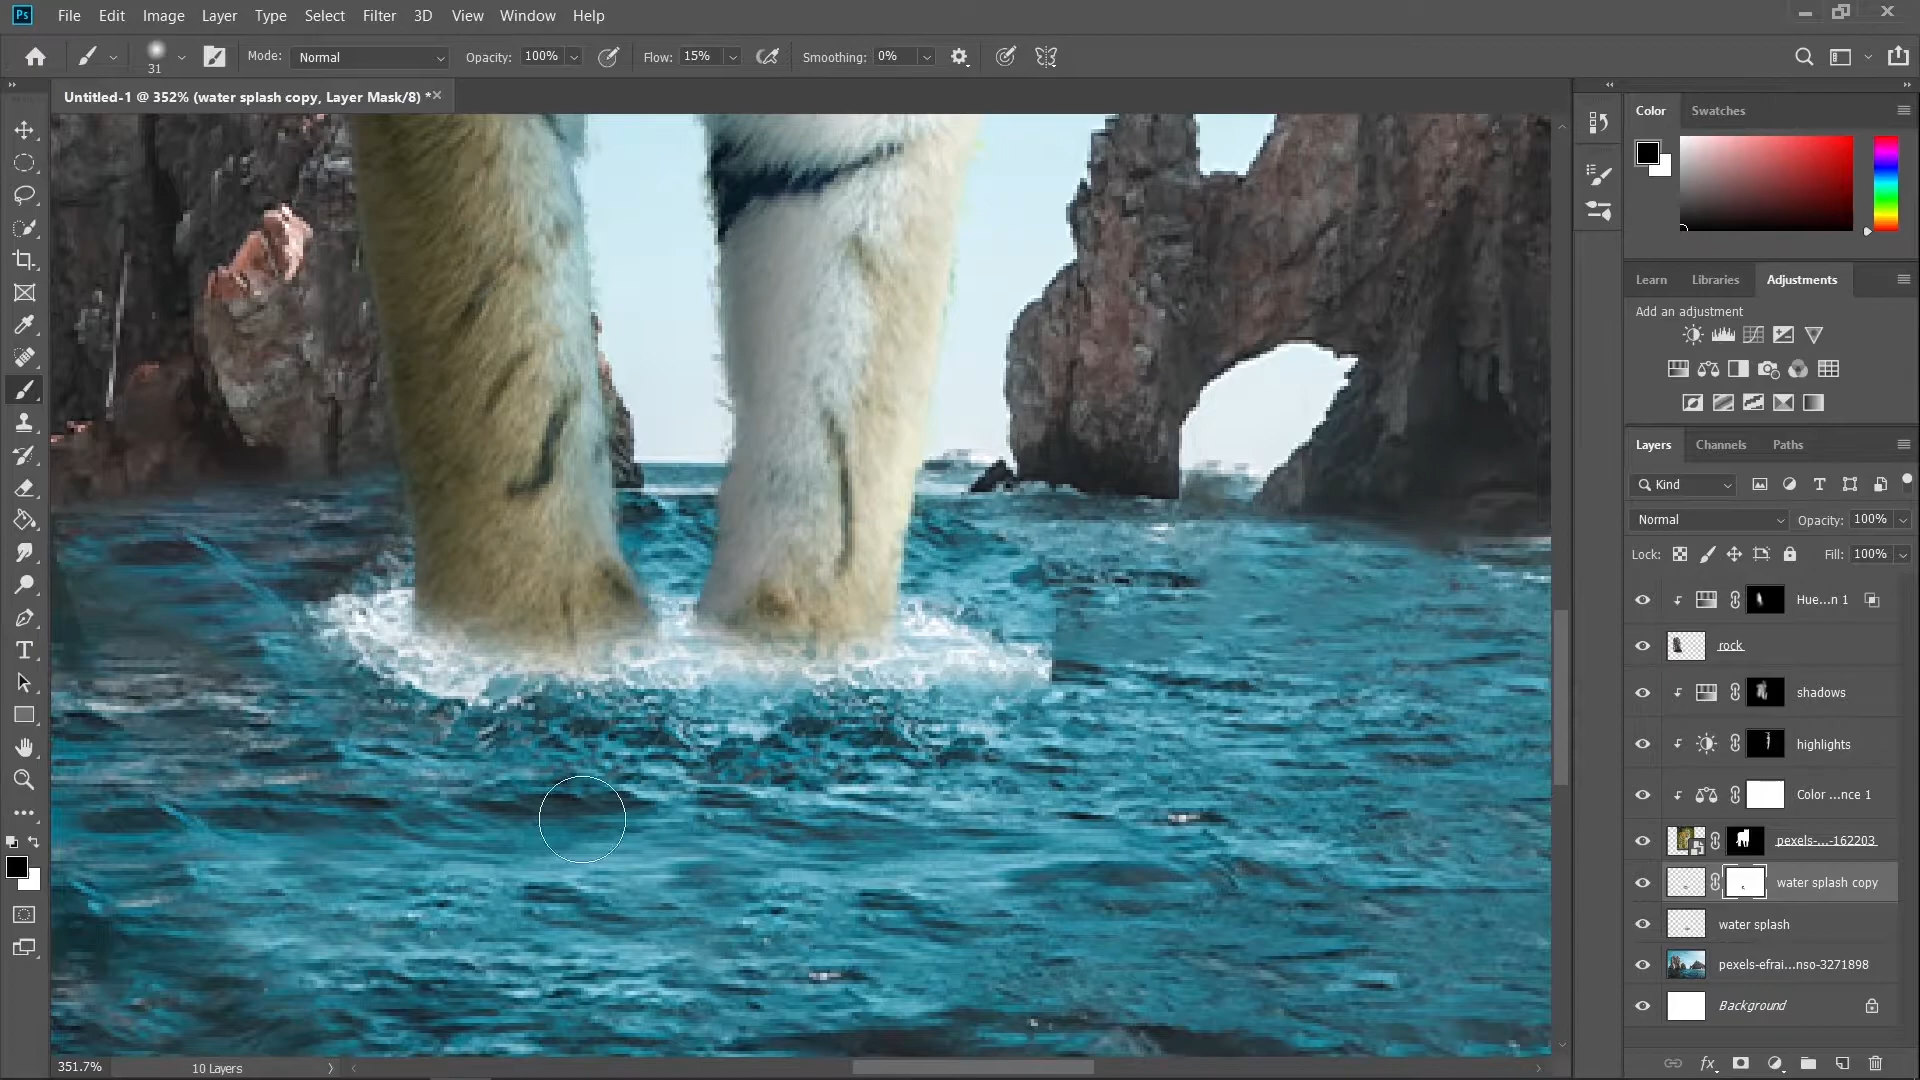 Ps File Edit Image Layer Type Select Filter 3D View Window Help
31 Mode: Normal Opacity: 100% Flow: 15% Smoothing: 0%
Untitled-1 @ 352% (water splash copy, Layer Mask/8) *
Color Swatches
Learn Libraries Adjustments
Add an adjustment
Layers Channels Paths
Kind
Normal Opacity: 100%
Lock: Fill: 100%
Hue...n 1
rock
shadows
highlights
Color ...nce 1
pexels-...-162203
water splash copy
water splash
pexels-efrai...nso-3271898
Background
351.7% 10 Layers
fx